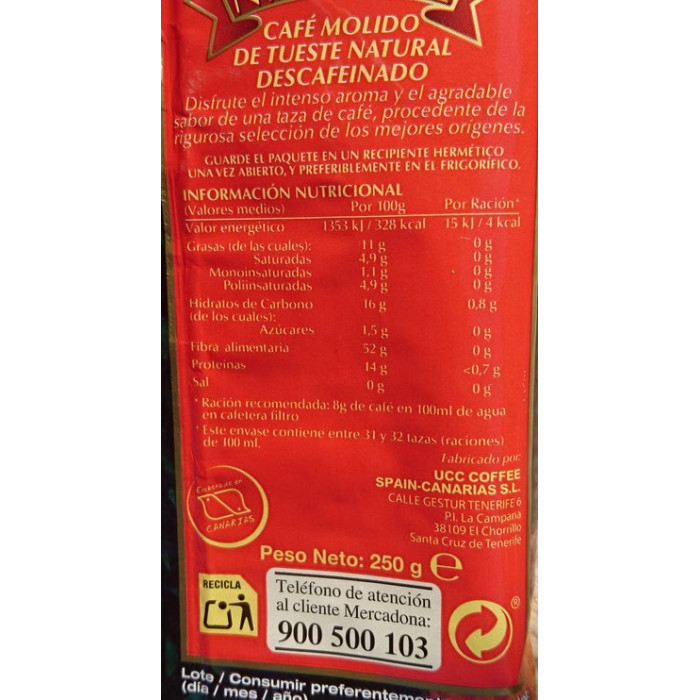 CAFÉ MOLIDO
DE TUESTE NATURAL
DESCAFEINADO
Disfrute el intenso aroma y el agradable
sabor de una taza de café, procedente de la
rigurosa selección de los mejores orígenes.
GUARDE EL PAQUETE EN UN RECIPIENTE HERMÉTICO
UNA VEZ ABIERTO, Y PREFERIBLEMENTE EN EL FRIGORÍFICO.
INFORMACIÓN NUTRICIONAL
(Valores medios) Por 100g Por Ración*
Valor energético 1353 kJ / 328 kcal 15 kJ / 4 kcal
Grasas (de las cuales): 11 g 0 g
Saturadas 4,9 g 0 g
Monoinsaturadas 1,1 g 0 g
Poliinsaturadas 4,9 g 0 g
Hidratos de Carbono 16 g 0,8 g
(de los cuales):
Azúcares 1,5 g 0 g
Fibra alimentaria 52 g 0 g
Proteínas 14 g <0,7 g
Sal 0 g 0 g
*Ración recomendada: 8g de café en 100ml de agua
en cafetera filtro
*Este envase contiene entre 31 y 32 tazas (raciones)
de 100 ml.
Fabricado por:
UCC COFFEE
SPAIN-CANARIAS S.L.
CALLE GESTUR TENERIFE 6
P.I. La Campana
38109 El Chorrillo
Santa Cruz de Tenerife
Elaborado en
CANARIAS
Peso Neto: 250 g e
RECICLA
Teléfono de atención
al cliente Mercadona:
900 500 103
®
Lote / Consumir
(día / mes / año)